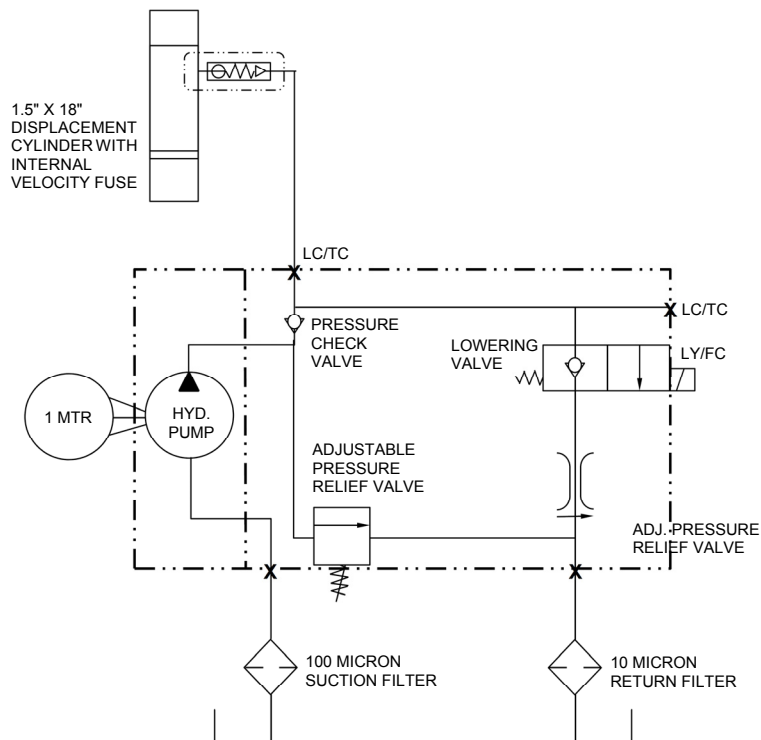 1.5" X 18"
DISPLACEMENT
CYLINDER WITH
INTERNAL
VELOCITY FUSE
LC/TC
PRESSURE
CHECK
VALVE
LC/TC
LOWERING
VALVE
LY/FC
1 MTR
HYD.
PUMP
ADJUSTABLE
PRESSURE
RELIEF VALVE
ADJ. PRESSURE
RELIEF VALVE
100 MICRON
SUCTION FILTER
10 MICRON
RETURN FILTER